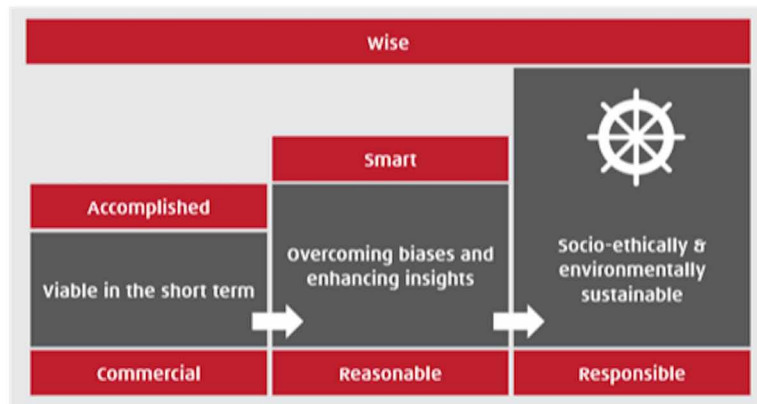 Wise
Smart
Accomplished
Viable in the short term
Overcoming biases and
enhancing insights
Socio-ethically &
environmentally
sustainable
Commercial
Reasonable
Responsible